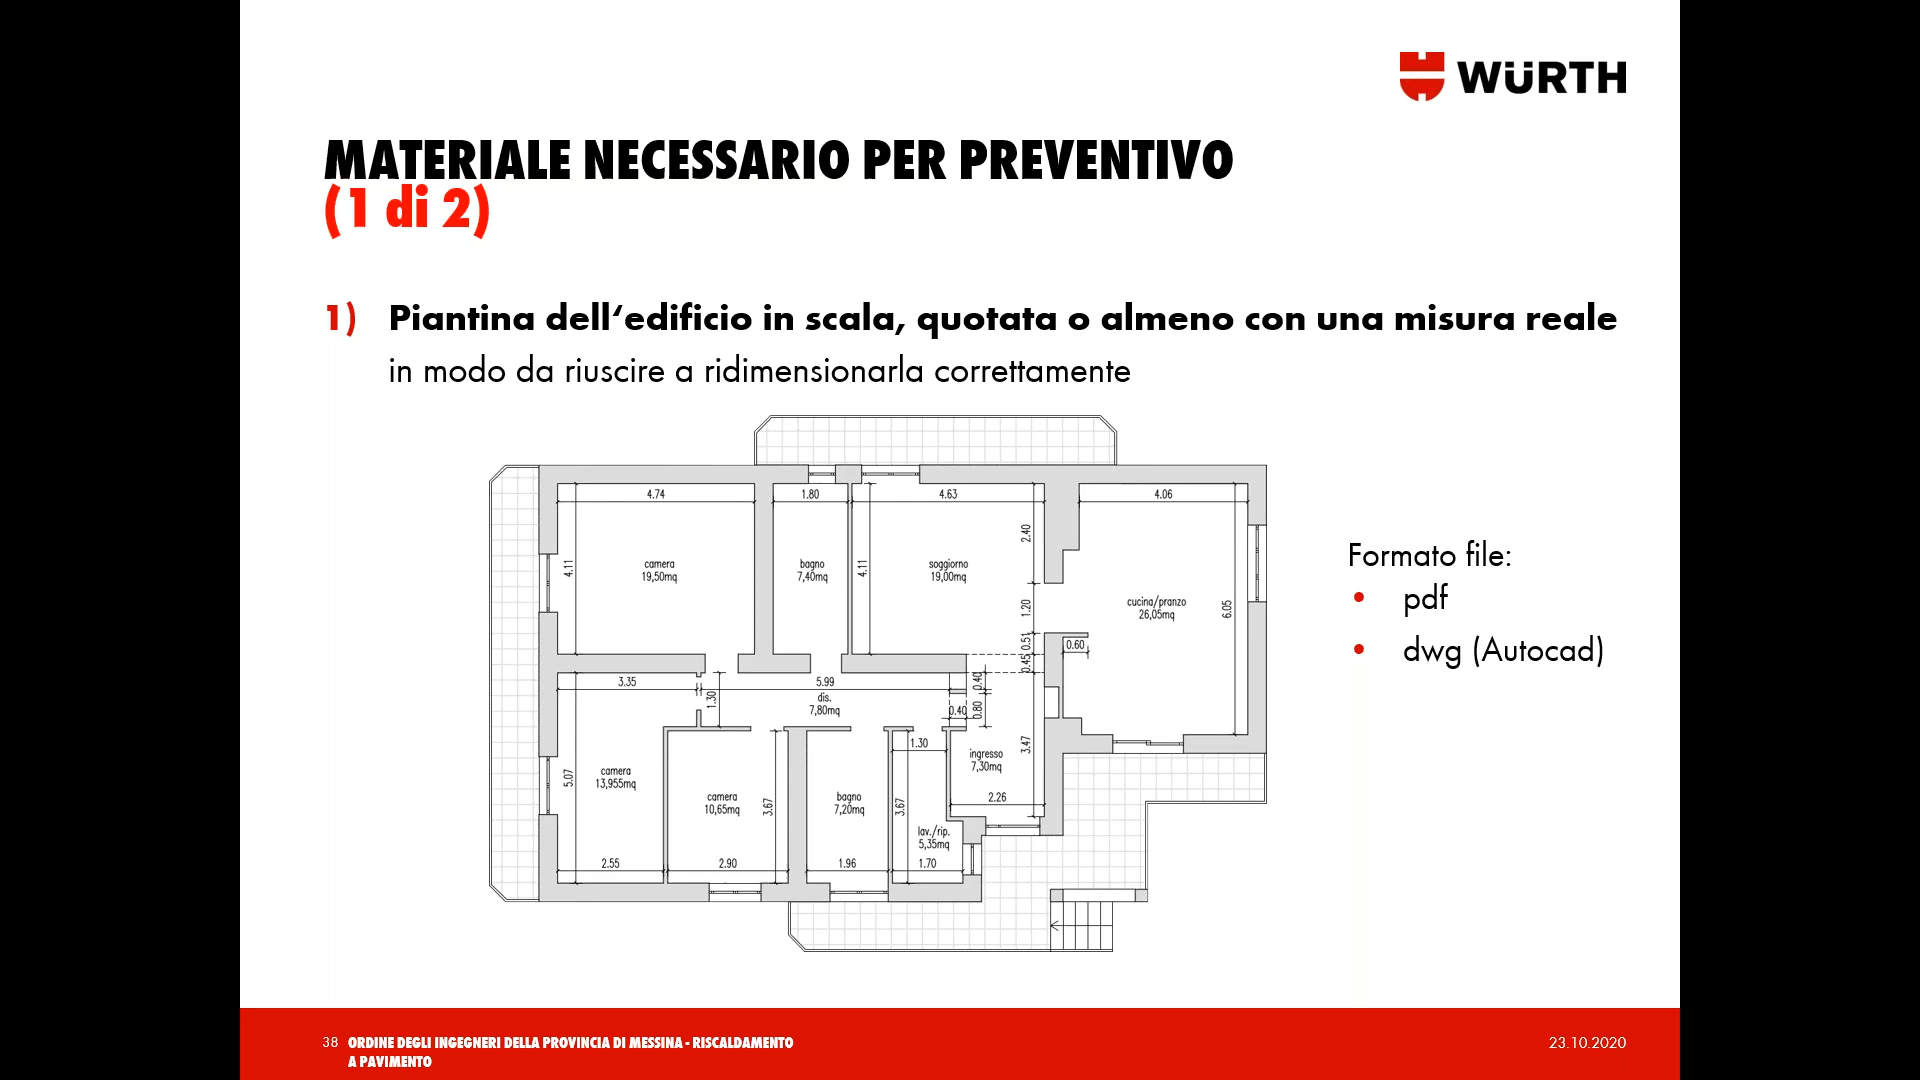 WÜRTH
MATERIALE NECESSARIO PER PREVENTIVO
(1 di 2)
1) Piantina dell‘edificio in scala, quotata o almeno con una misura reale
in modo da riuscire a ridimensionarla correttamente
4.74
1.80
4.63
4.06
2.40
4.11
camera
19,50mq
bagno
7,40mq
4.11
soggiorno
19,00mq
1.20
cucina/pranzo
26,05mq
6.05
0.51
0.60
0.45
3.35
5.99
0.40
1.30
dis.
7,80mq
0.40
0.80
1.30
3.47
ingresso
7,30mq
5.07
camera
13,955mq
camera
10,65mq
3.67
bagno
7,20mq
3.67
2.26
lav./rip.
5,35mq
2.55
2.90
1.96
1.70
Formato file:
• pdf
• dwg (Autocad)
38 ORDINE DEGLI INGEGNERI DELLA PROVINCIA DI MESSINA - RISCALDAMENTO
A PAVIMENTO
23.10.2020